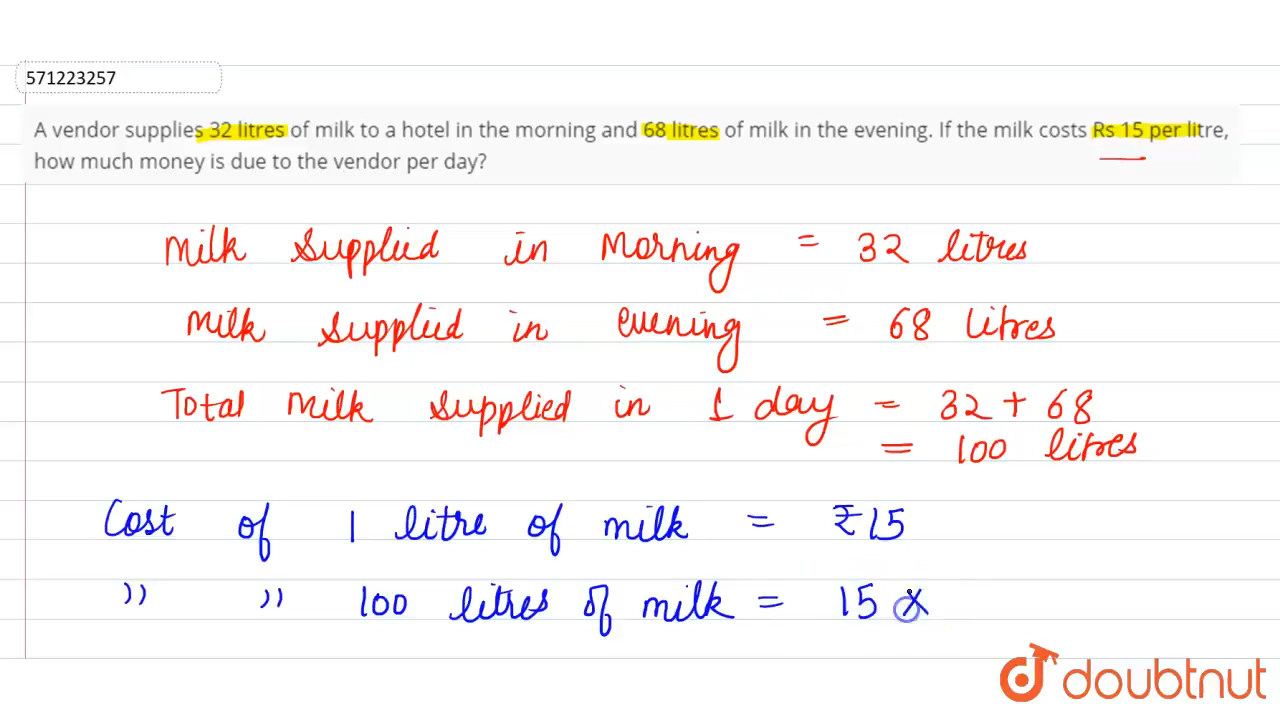 571223257
A vendor supplies 32 litres of milk to a hotel in the morning and 68 litres of milk in the evening. If the milk costs Rs 15 per litre,
how much money is due to the vendor per day?
Milk supplied in Morning = 32 litres
Milk supplied in evening = 68 litres
Total Milk supplied in 1 day = 32 + 68
= 100 litres
Cost of 1 litre of milk = ₹15
" " 100 litres of milk = 15 ×
doubtnut